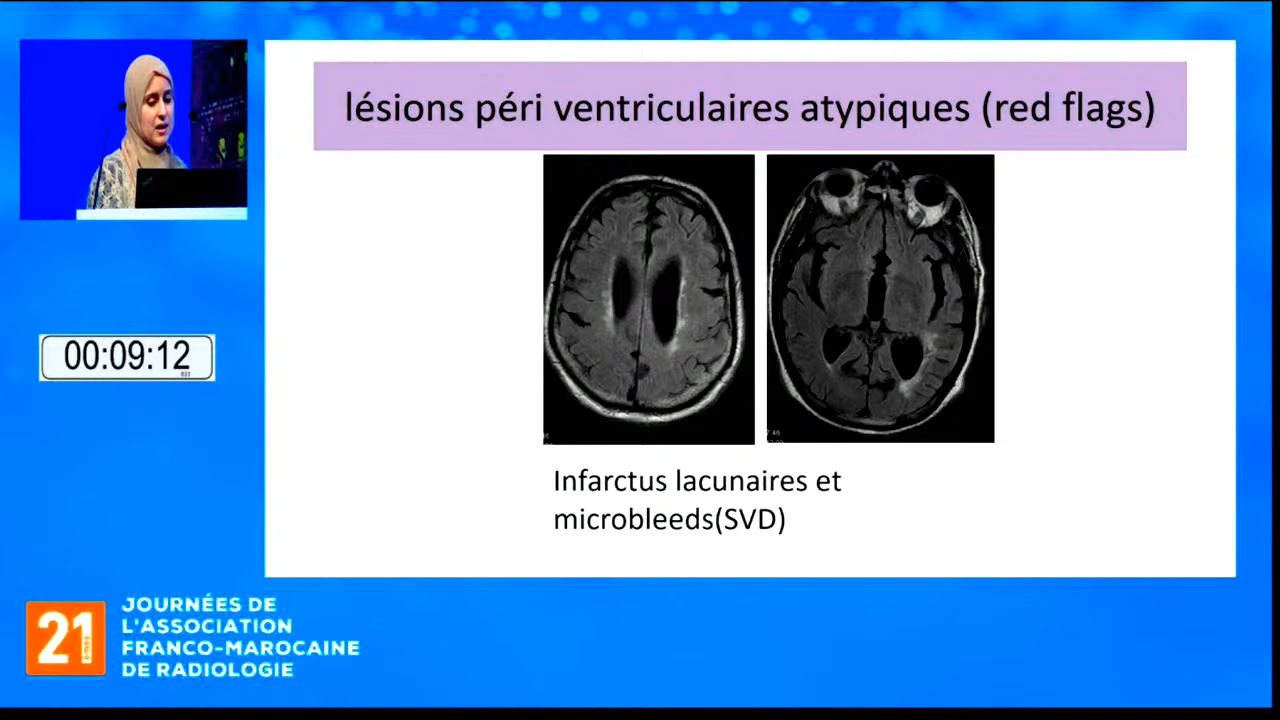 lésions péri ventriculaires atypiques (red flags)
00:09:12
Infarctus lacunaires et
microbleeds(SVD)
21
èmes
JOURNÉES DE
L'ASSOCIATION
FRANCO-MAROCAINE
DE RADIOLOGIE